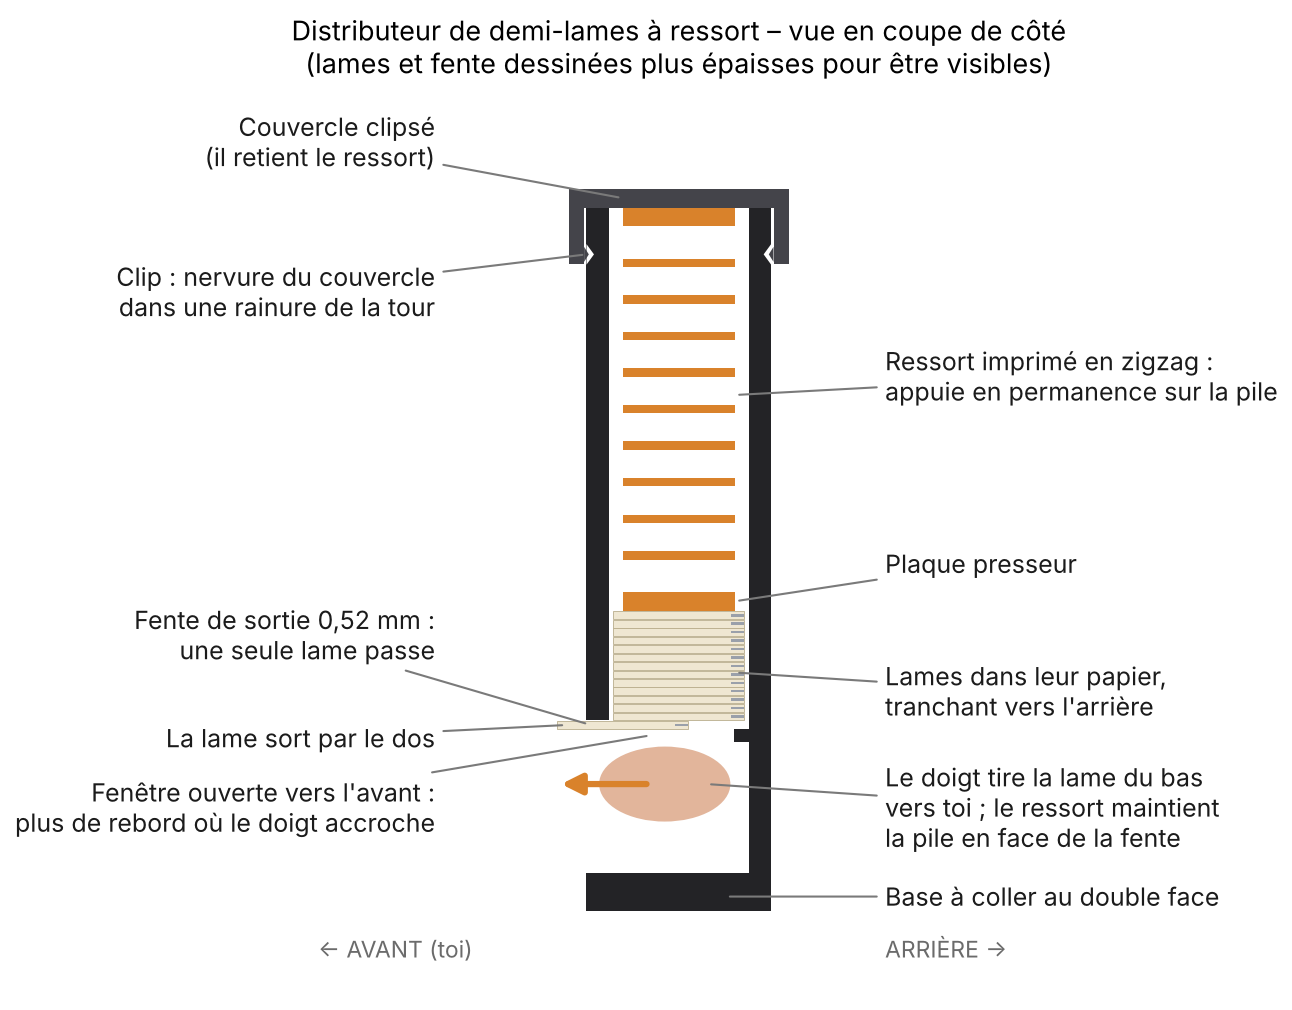 Distributeur de demi-lames à ressort – vue en coupe de côté
(lames et fente dessinées plus épaisses pour être visibles)
Couvercle clipsé
(il retient le ressort)
Clip : nervure du couvercle
dans une rainure de la tour
Ressort imprimé en zigzag :
appuie en permanence sur la pile
Plaque presseur
Fente de sortie 0,52 mm :
une seule lame passe
Lames dans leur papier,
tranchant vers l'arrière
La lame sort par le dos
Fenêtre ouverte vers l'avant :
plus de rebord où le doigt accroche
Le doigt tire la lame du bas
vers toi ; le ressort maintient
la pile en face de la fente
Base à coller au double face
← AVANT (toi)
ARRIÈRE →